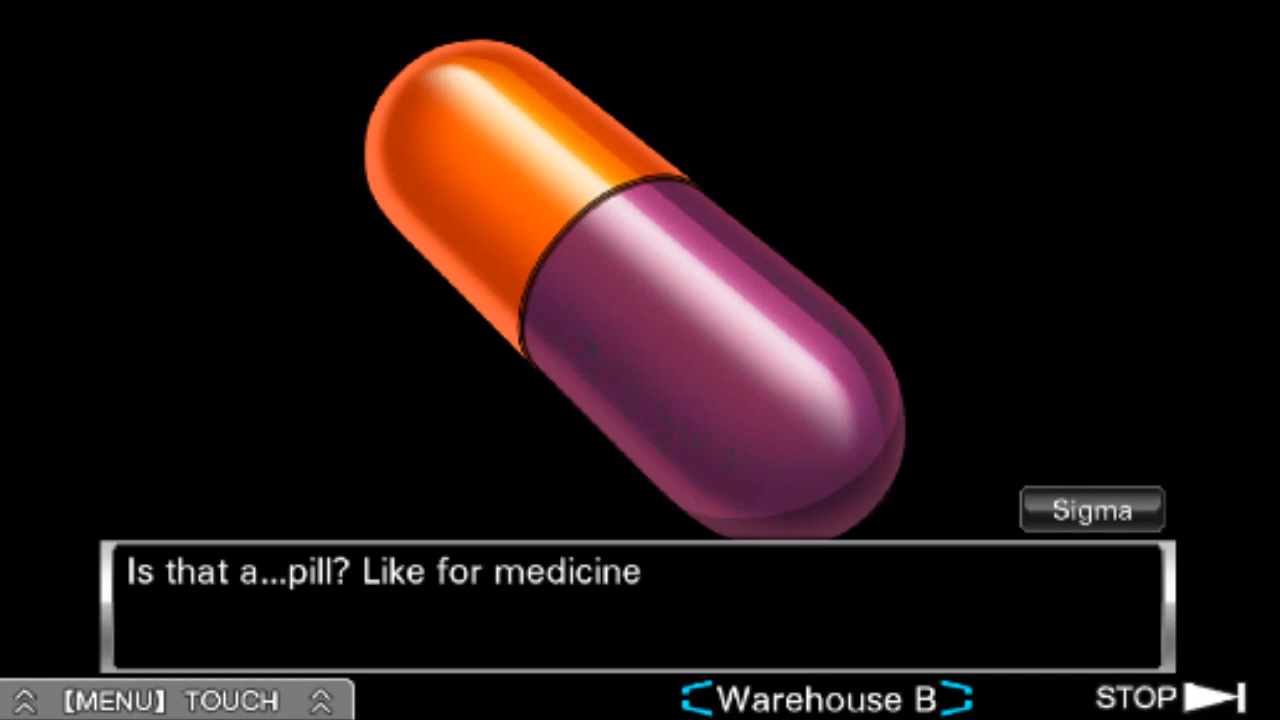 Sigma
Is that a...pill? Like for medicine
【MENU】 TOUCH
Warehouse B
STOP